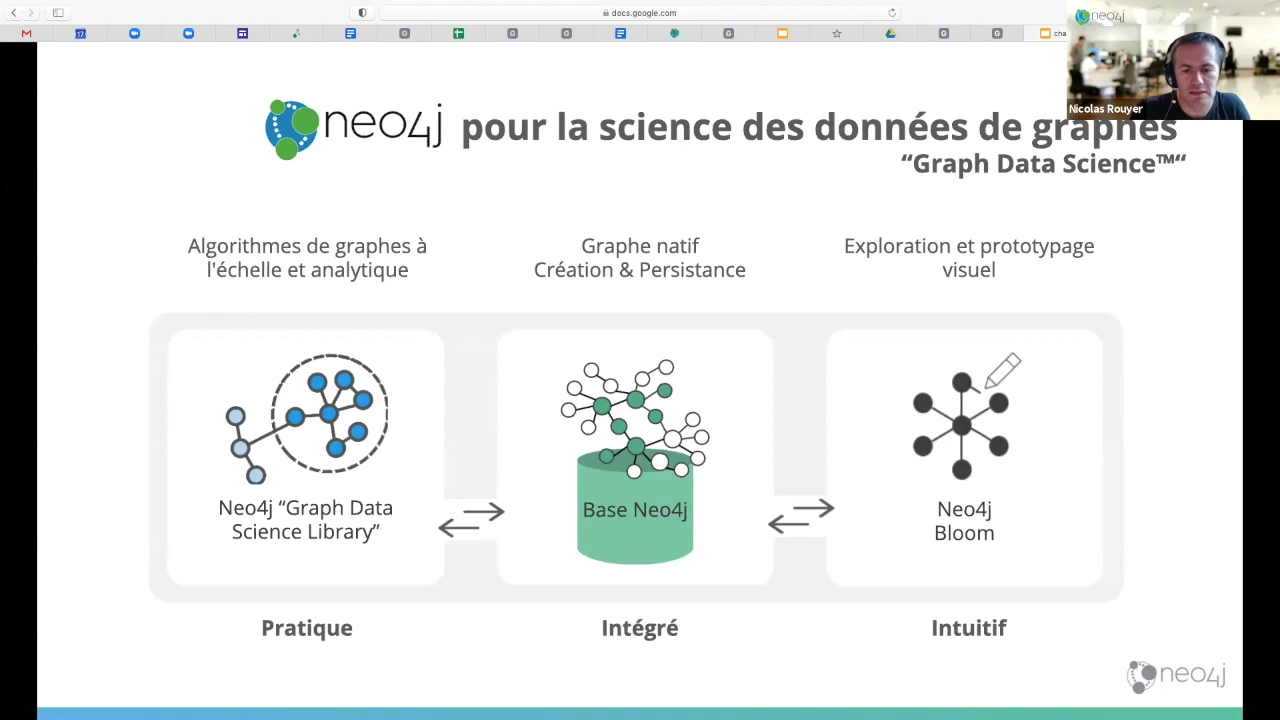 docs.google.com
17
G
G
G
G
G
G
cha
neo4j
Nicolas Rouyer
neo4j pour la science des données de graphes
“Graph Data Science™“
Algorithmes de graphes à
l'échelle et analytique
Graphe natif
Création & Persistance
Exploration et prototypage
visuel
Neo4j “Graph Data
Science Library”
Base Neo4j
Neo4j
Bloom
Pratique
Intégré
Intuitif
neo4j